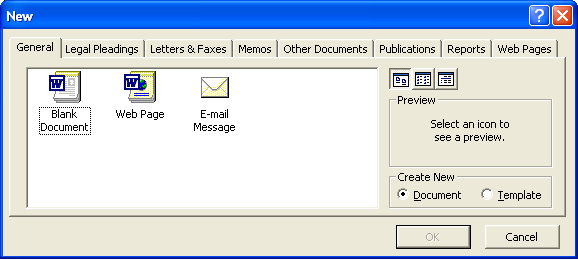 New
General Legal Pleadings Letters & Faxes Memos Other Documents Publications Reports Web Pages
Blank
Document
Web Page
E-mail
Message
Preview
Select an icon to
see a preview.
Create New
Document Template
OK Cancel